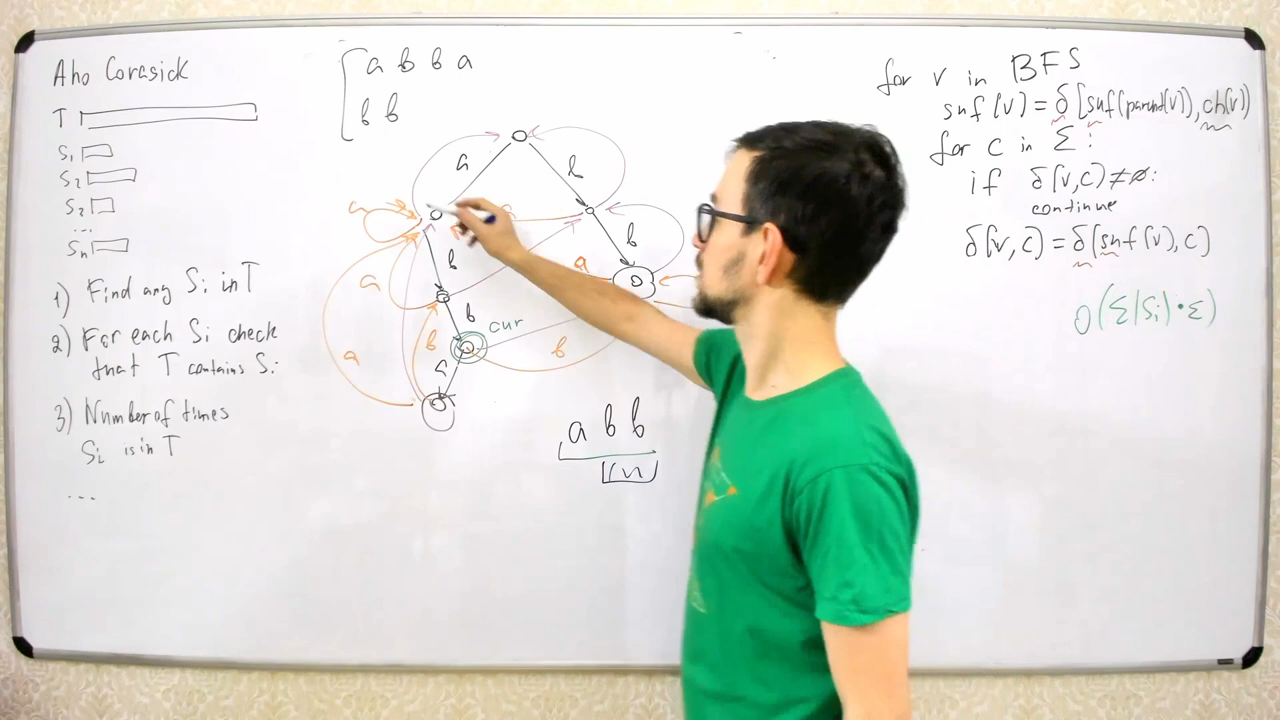 Aho Corasick
T
S1
S2
S2
...
Sn
1) Find any Si in T
2) For each Si check
that T contains Si
3) Number of times
Si is in T
...
a b b a
b b
a
b
a
a
b
b
a
a
b
cur
b
b
a
a
a b b
for v in BFS
suf(v) = δ[suf(parent(v)), ch(v)]
for c in Σ:
if δ(v,c) ≠ ∅:
continue
δ(v,c) = δ[suf(v), c]
O(Σ|Si|·Σ)